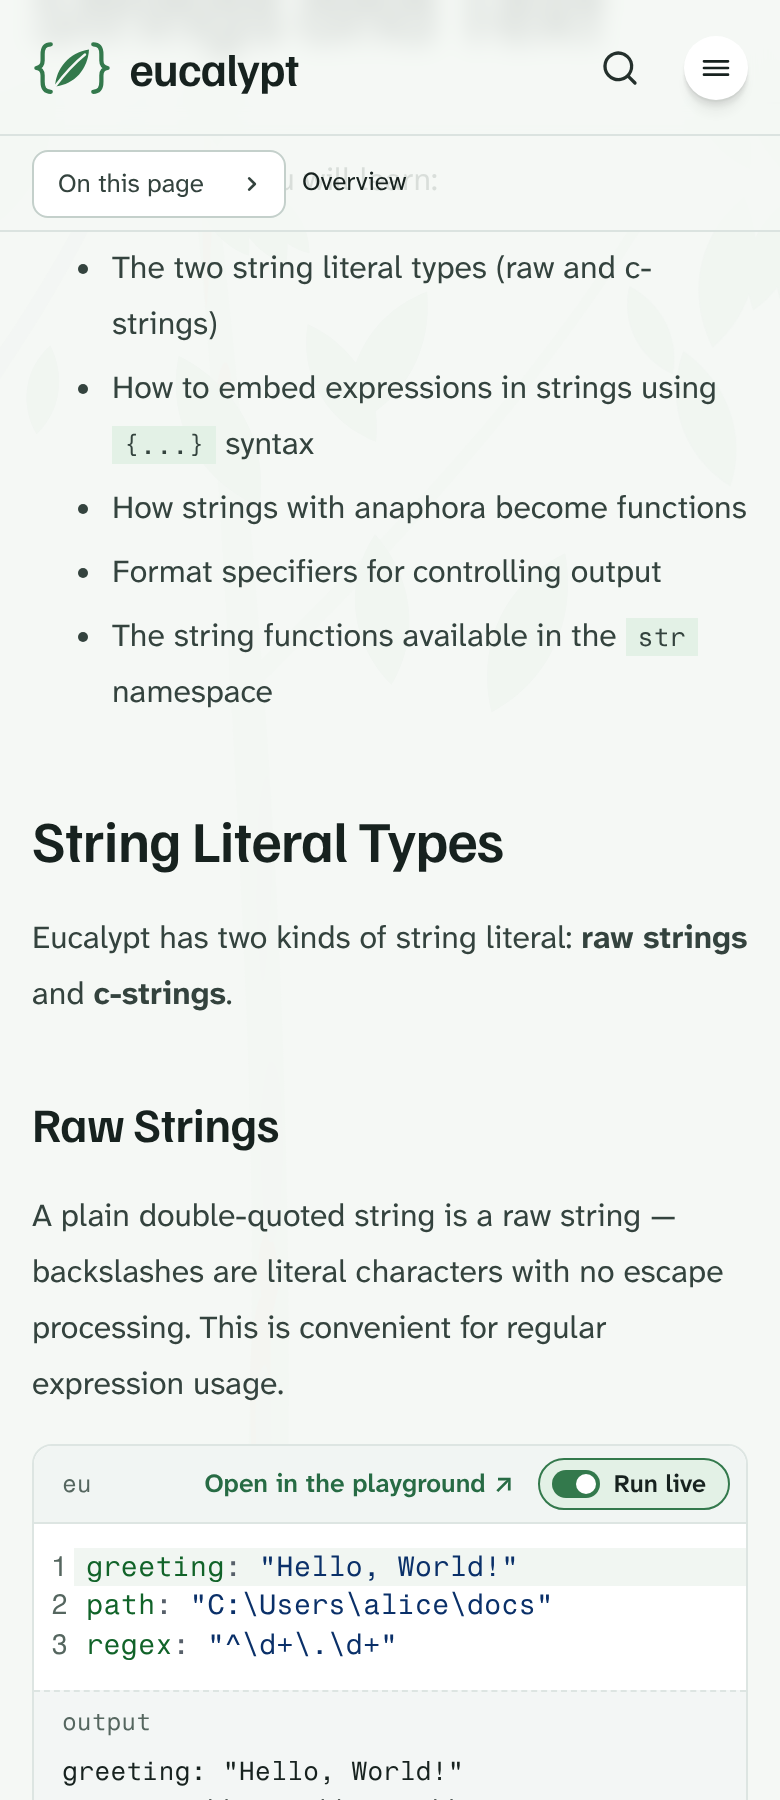 eucalypt
On this page
Overview
u will learn:
The two string literal types (raw and c-
strings)
How to embed expressions in strings using
{...} syntax
How strings with anaphora become functions
Format specifiers for controlling output
The string functions available in the str
namespace
String Literal Types
Eucalypt has two kinds of string literal: raw strings
and c-strings.
Raw Strings
A plain double-quoted string is a raw string —
backslashes are literal characters with no escape
processing. This is convenient for regular
expression usage.
eu Open in the playground ↗ Run live
1 greeting: "Hello, World!"
2 path: "C:\Users\alice\docs"
3 regex: "^\d+\.\d+"
output
greeting: "Hello, World!"